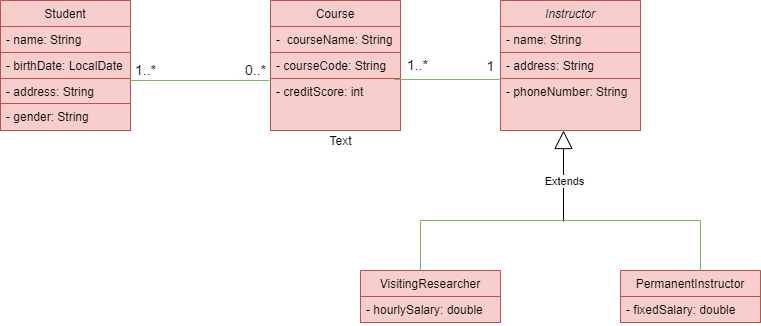 Student
- name: String
- birthDate: LocalDate
- address: String
- gender: String
1..*
0..*
Course
-  courseName: String
- courseCode: String
- creditScore: int
Text
1..*
1
Instructor
- name: String
- address: String
- phoneNumber: String
Extends
VisitingResearcher
- hourlySalary: double
PermanentInstructor
- fixedSalary: double